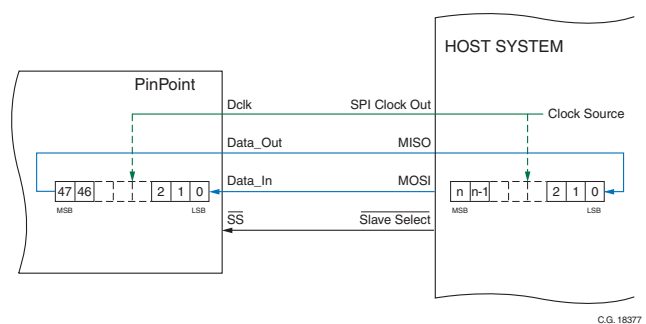 HOST SYSTEM
PinPoint
Dclk SPI Clock Out
Clock Source
Data_Out MISO
Data_In MOSI
47 46 2 1 0 n n-1 2 1 0
MSB LSB MSB LSB
SS Slave Select
C.G. 18377